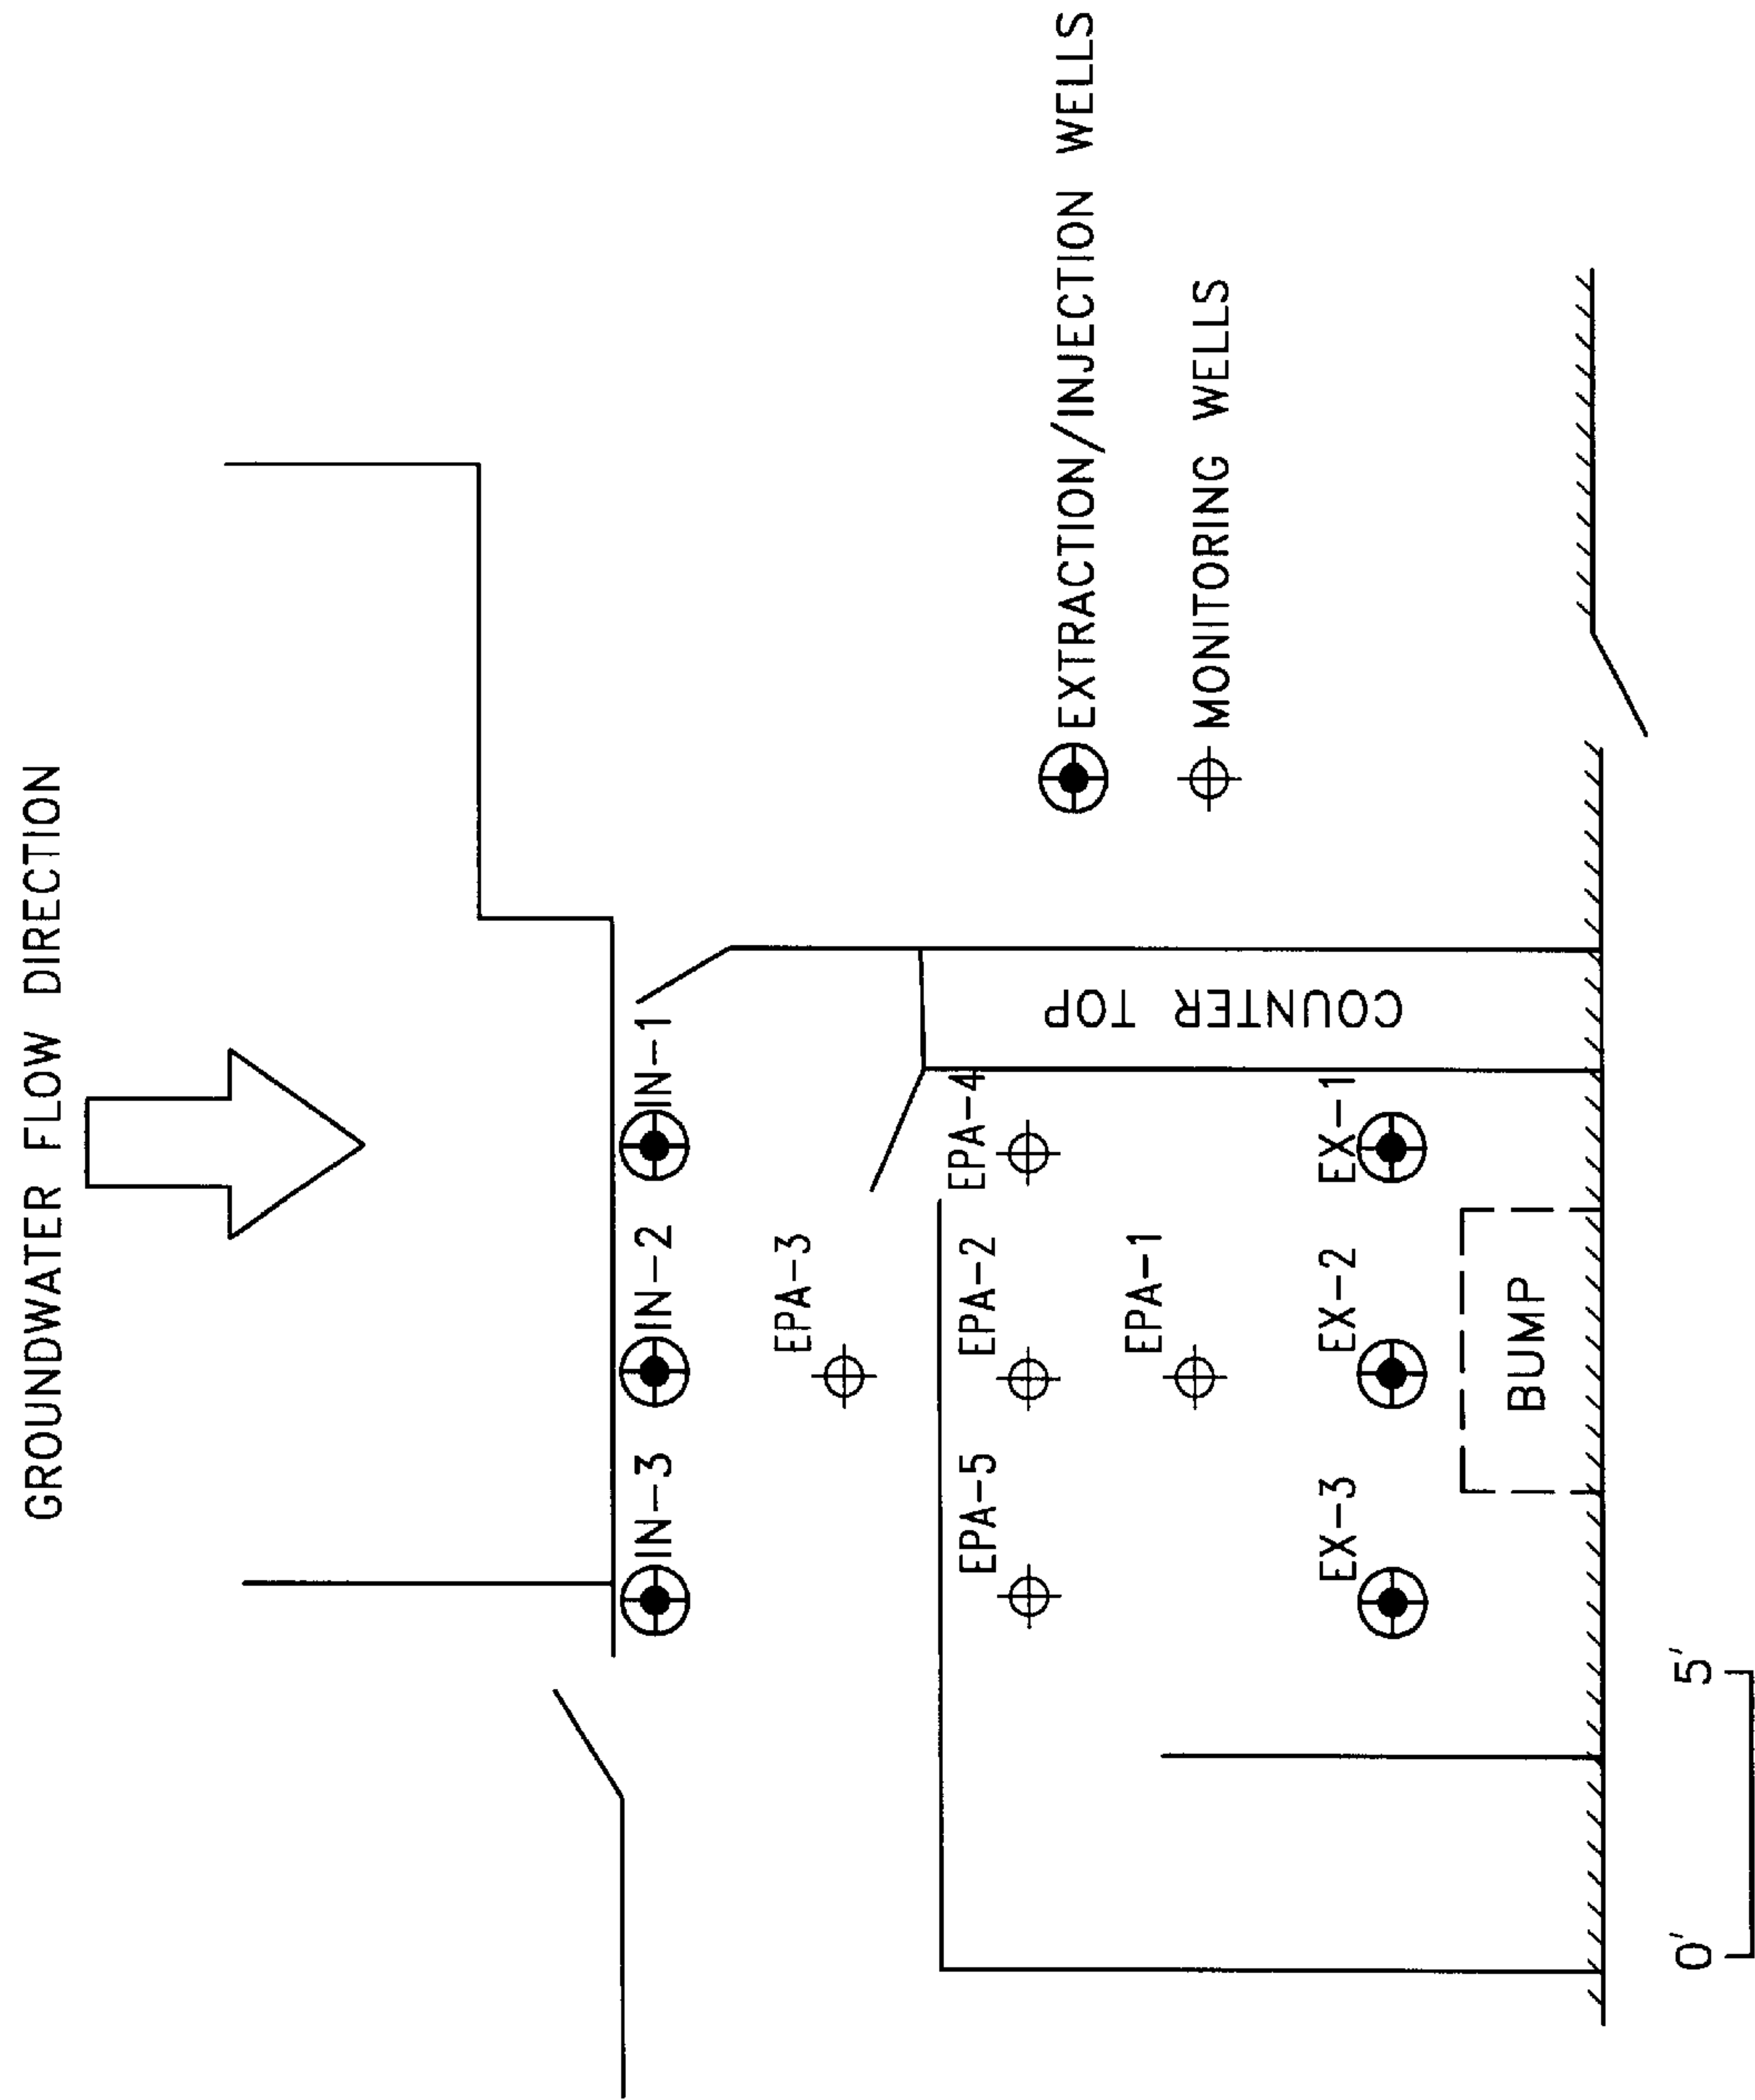 GROUNDWATER FLOW DIRECTION
IN-3
IN-2
IN-1
EPA-3
EPA-5
EPA-2
EPA-4
EPA-1
EX-3
EX-2
EX-1
COUNTER TOP
BUMP
EXTRACTION/INJECTION WELLS
MONITORING WELLS
0'
5'